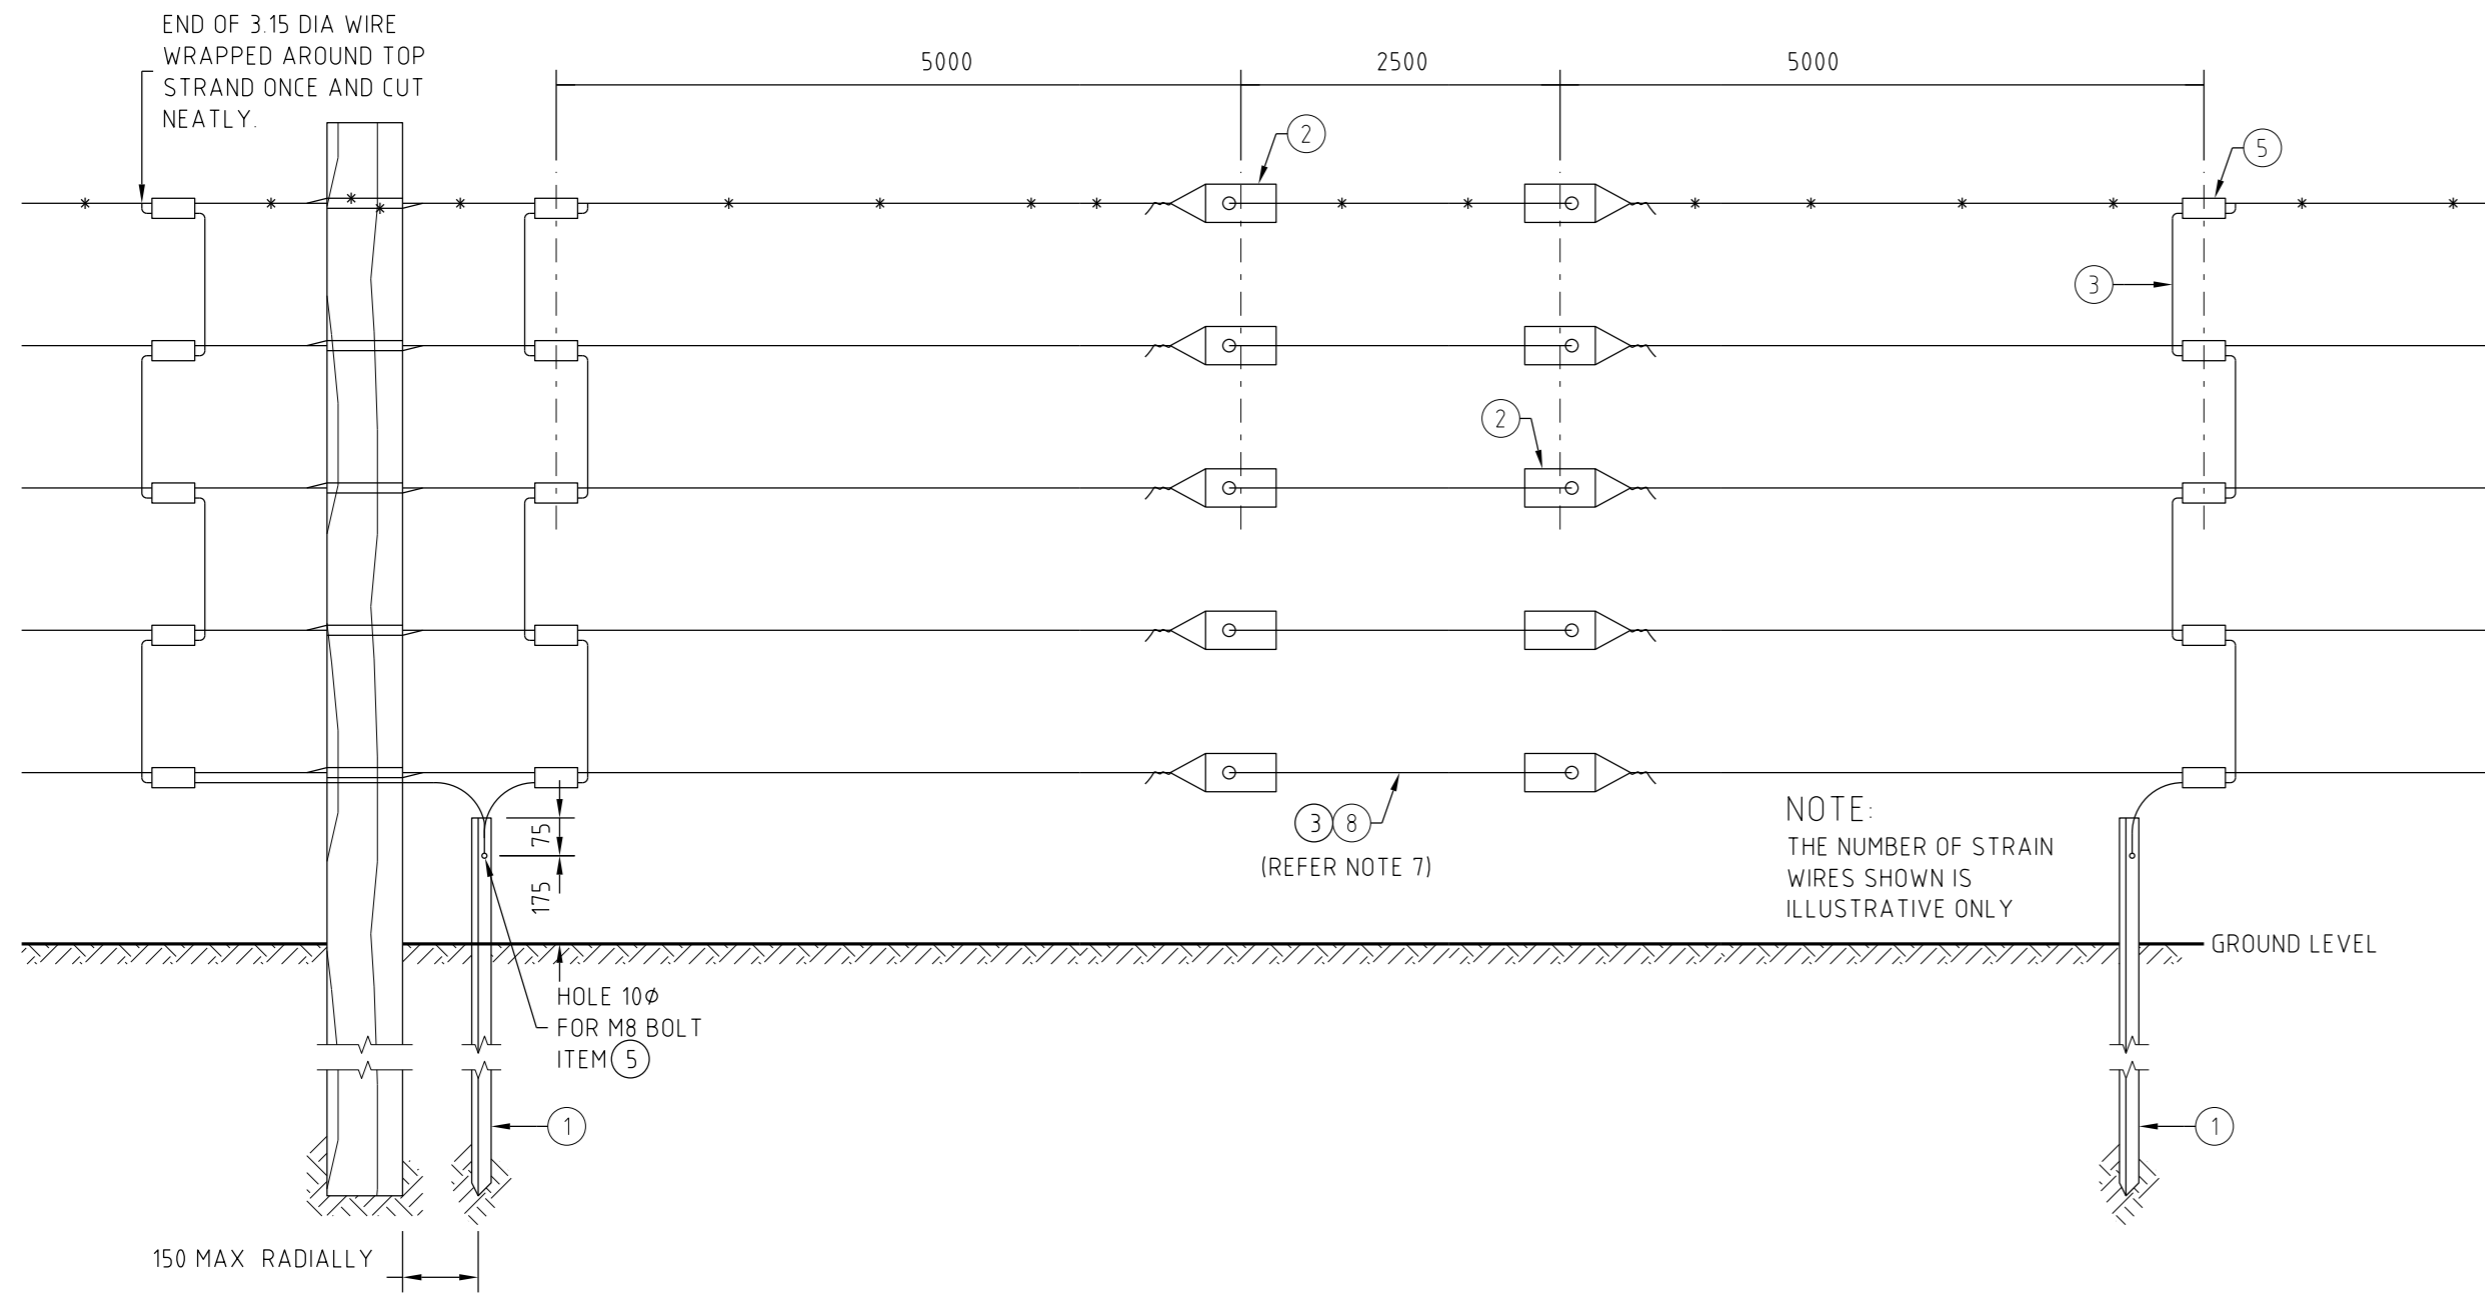 END OF 3.15 DIA WIRE
WRAPPED AROUND TOP
STRAND ONCE AND CUT
NEATLY.
5000
2500
5000
2
5
3
2
75
175
3 8
(REFER NOTE 7)
NOTE:
THE NUMBER OF STRAIN
WIRES SHOWN IS
ILLUSTRATIVE ONLY
GROUND LEVEL
HOLE 10⌀
FOR M8 BOLT
ITEM 5
1
1
150 MAX RADIALLY